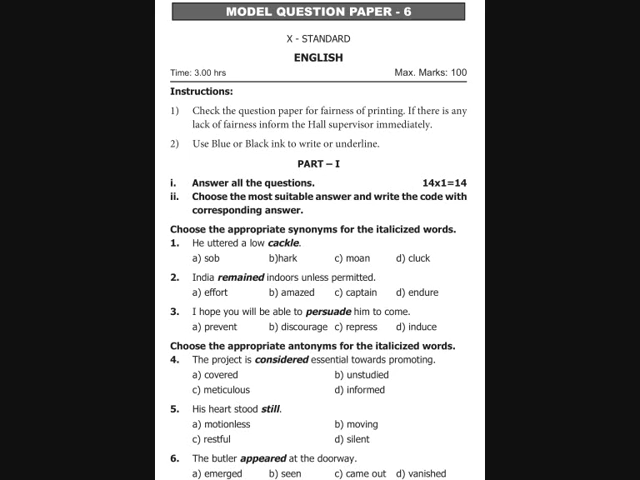 MODEL QUESTION PAPER - 6
X - STANDARD
ENGLISH
Time: 3.00 hrs Max. Marks: 100
Instructions:
1) Check the question paper for fairness of printing. If there is any
lack of fairness inform the Hall supervisor immediately.
2) Use Blue or Black ink to write or underline.
PART – I
i. Answer all the questions. 14x1=14
ii. Choose the most suitable answer and write the code with
corresponding answer.
Choose the appropriate synonyms for the italicized words.
1. He uttered a low cackle.
a) sob b)hark c) moan d) cluck
2. India remained indoors unless permitted.
a) effort b) amazed c) captain d) endure
3. I hope you will be able to persuade him to come.
a) prevent b) discourage c) repress d) induce
Choose the appropriate antonyms for the italicized words.
4. The project is considered essential towards promoting.
a) covered b) unstudied
c) meticulous d) informed
5. His heart stood still.
a) motionless b) moving
c) restful d) silent
6. The butler appeared at the doorway.
a) emerged b) seen c) came out d) vanished